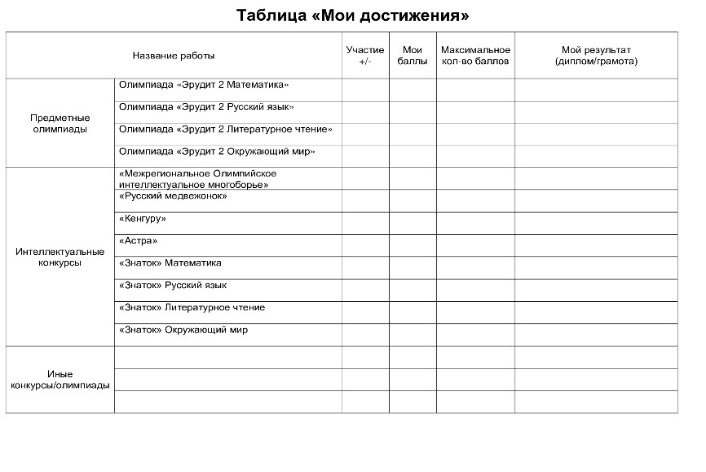 Таблица «Мои достижения»
Название работы
Участие
+/-
Мои
баллы
Максимальное
кол-во баллов
Мой результат
(диплом/грамота)
Предметные
олимпиады
Олимпиада «Эрудит 2 Математика»
Олимпиада «Эрудит 2 Русский язык»
Олимпиада «Эрудит 2 Литературное чтение»
Олимпиада «Эрудит 2 Окружающий мир»
Интеллектуальные
конкурсы
«Межрегиональное Олимпийское
интеллектуальное многоборье»
«Русский медвежонок»
«Кенгуру»
«Астра»
«Знаток» Математика
«Знаток» Русский язык
«Знаток» Литературное чтение
«Знаток» Окружающий мир
Иные
конкурсы/олимпиады